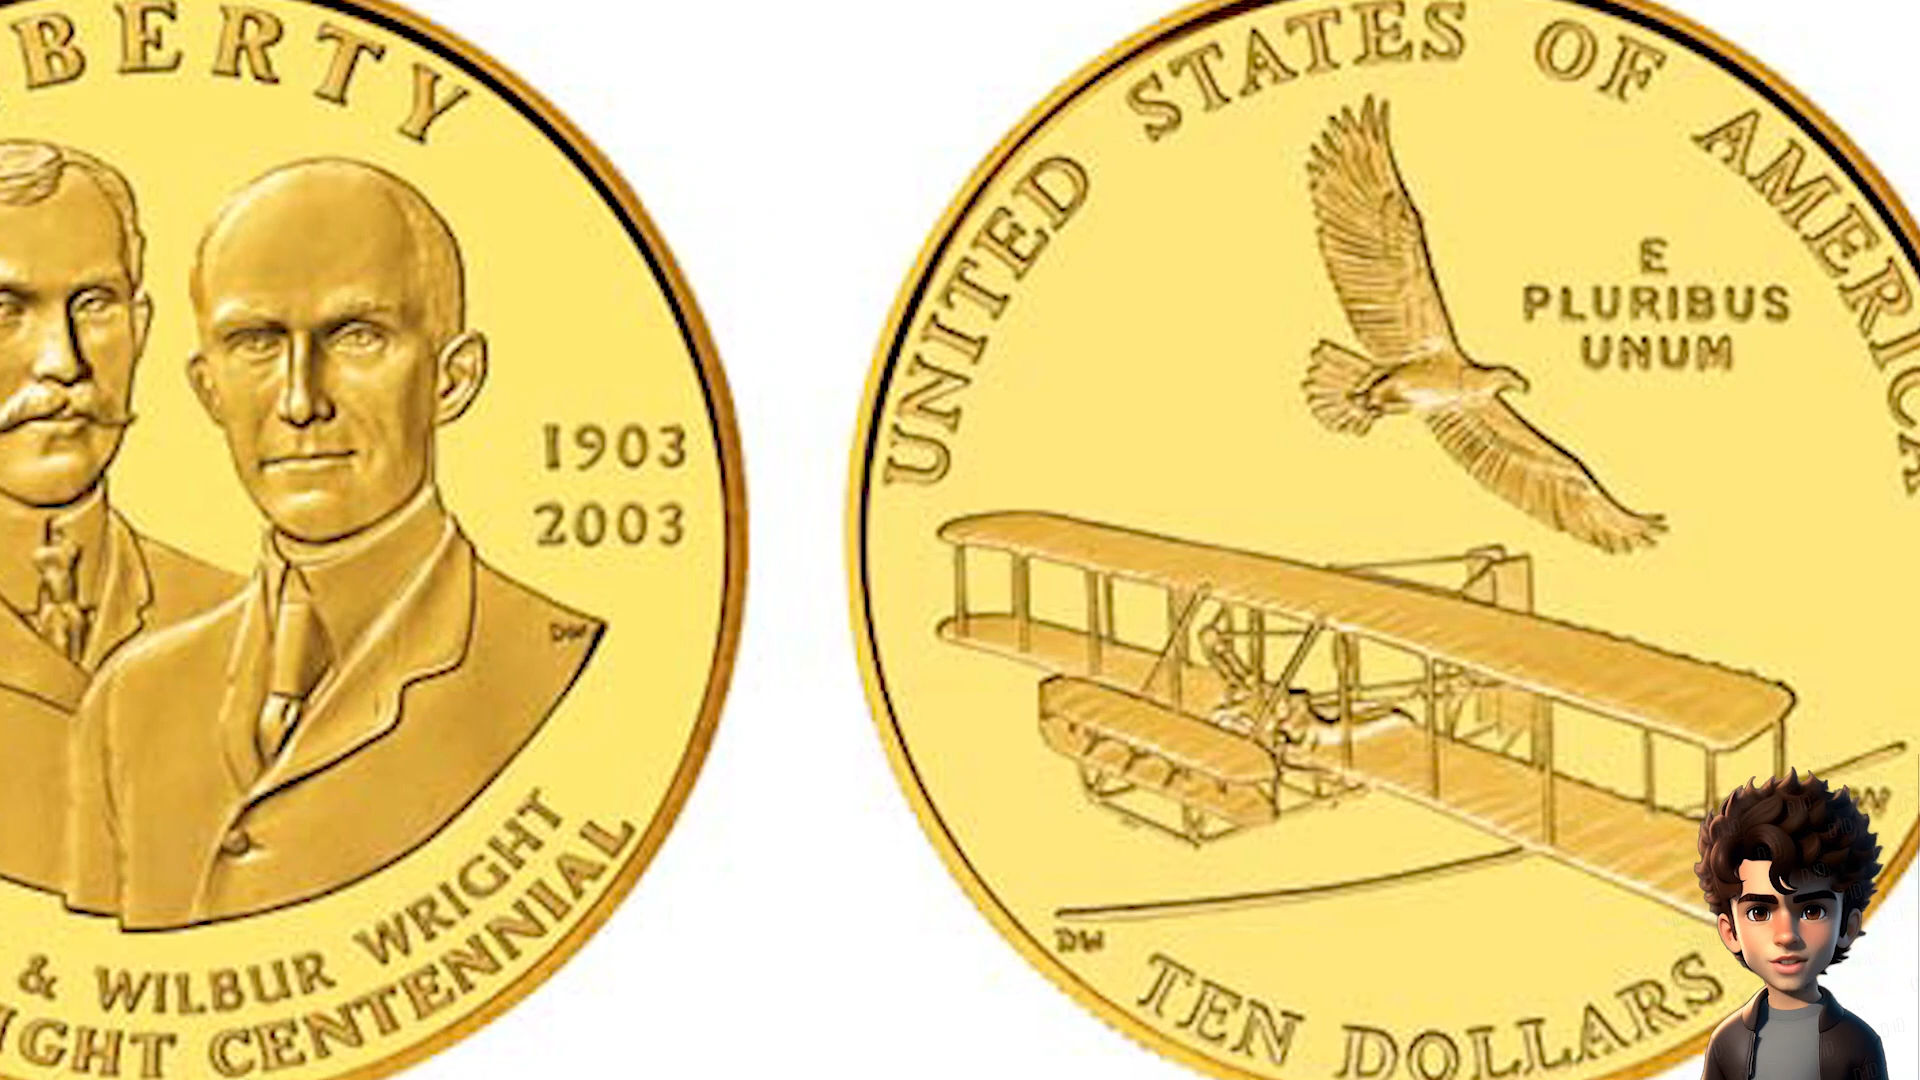 BERTY
1903
2003
DW
& WILBUR WRIGHT
IGHT CENTENNIAL
UNITED STATES OF AMERICA
E
PLURIBUS
UNUM
DW
TEN DOLLARS